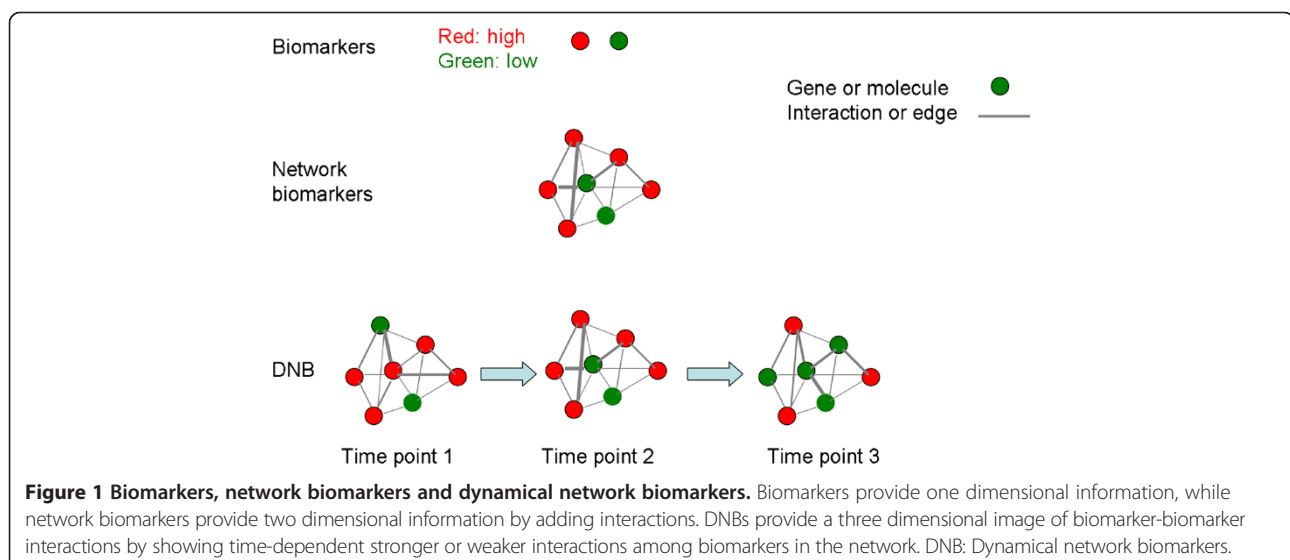 Biomarkers
Red: high
Green: low
Gene or molecule
Interaction or edge
Network
biomarkers
DNB
Time point 1
Time point 2
Time point 3
Figure 1 Biomarkers, network biomarkers and dynamical network biomarkers. Biomarkers provide one dimensional information, while
network biomarkers provide two dimensional information by adding interactions. DNBs provide a three dimensional image of biomarker-biomarker
interactions by showing time-dependent stronger or weaker interactions among biomarkers in the network. DNB: Dynamical network biomarkers.